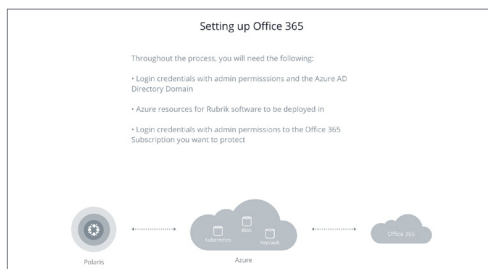 Setting up Office 365
Throughout the process, you will need the following:
• Login credentials with admin permisssions and the Azure AD
Directory Domain
• Azure resources for Rubrik software to be deployed in
• Login credentials with admin permissions to the Office 365
Subscription you want to protect
Kubernetes
Keyvault
Office 365
Polaris
Azure